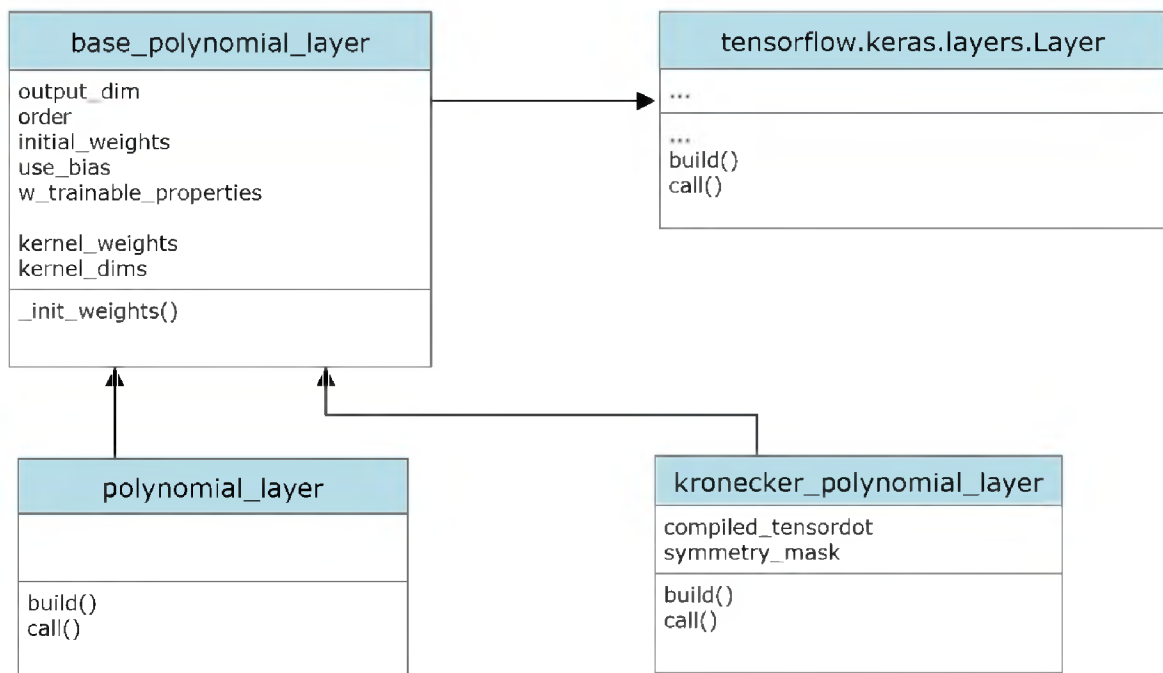 base_polynomial_layer
output_dim
order
initial_weights
use_bias
w_trainable_properties
kernel_weights
kernel_dims
_init_weights()
tensorflow.keras.layers.Layer
...
...
build()
call()
polynomial_layer
build()
call()
kronecker_polynomial_layer
compiled_tensordot
symmetry_mask
build()
call()